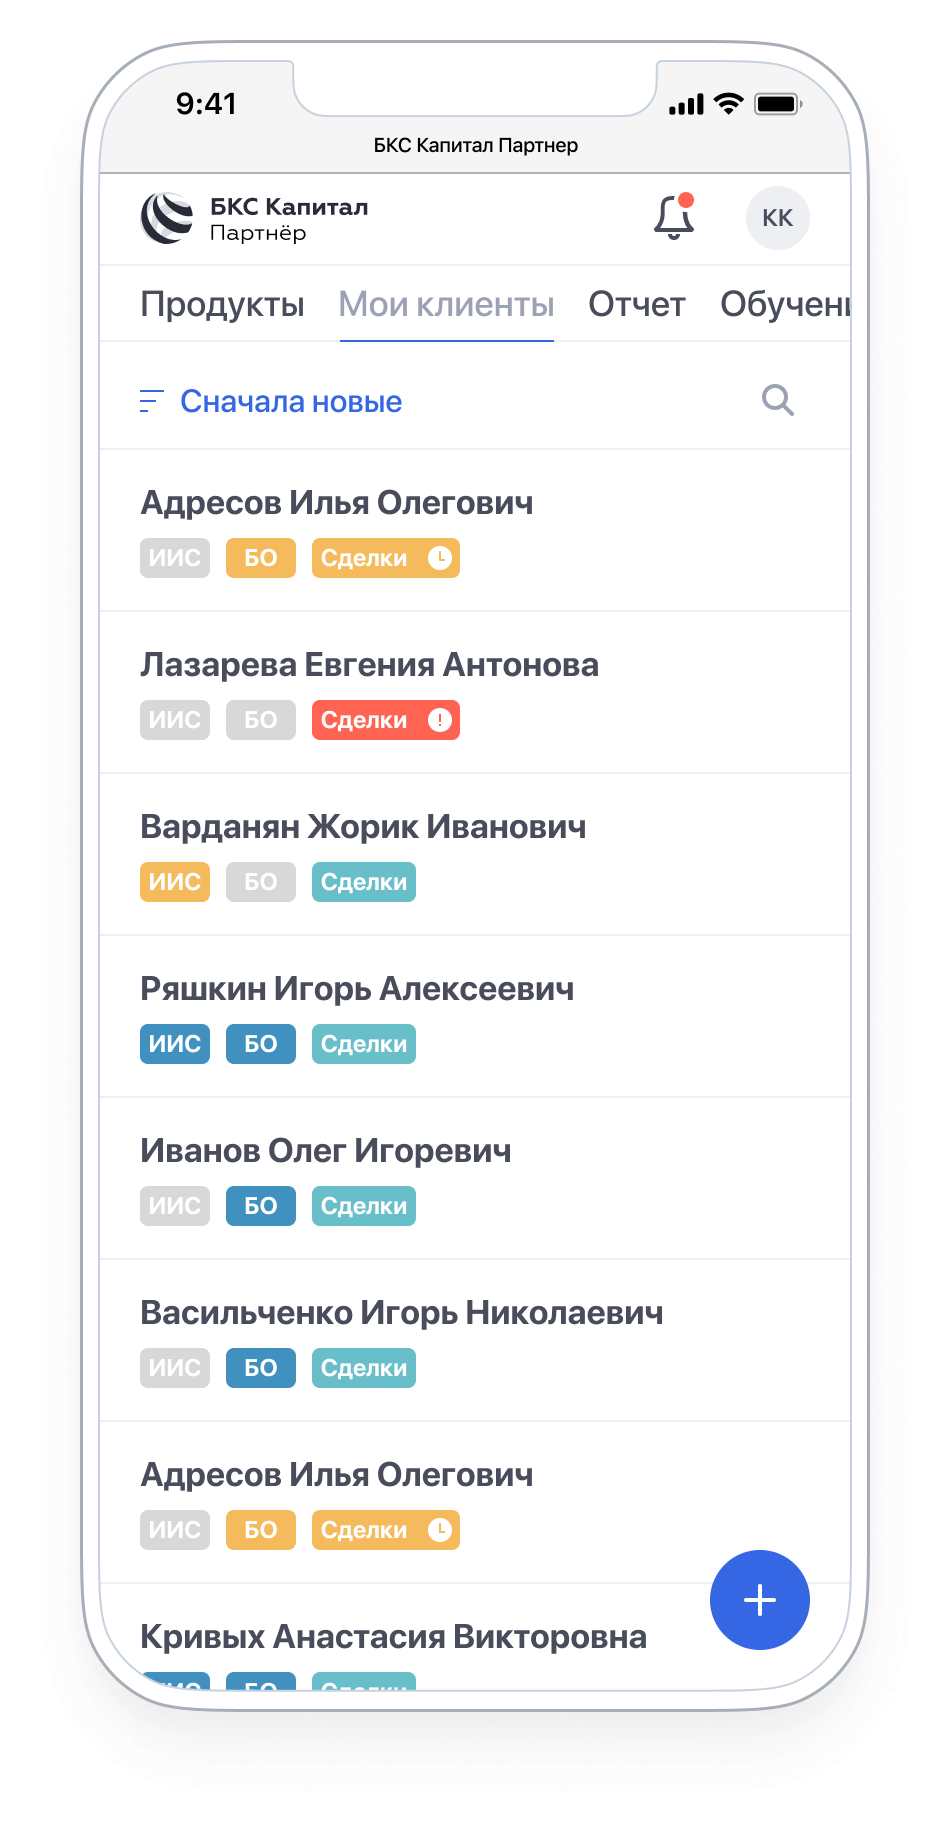 9:41
БКС Капитал Партнер
БКС Капитал
Партнёр
КК
Продукты Мои клиенты Отчет Обучени
Сначала новые
Адресов Илья Олегович
ИИС БО Сделки
Лазарева Евгения Антонова
ИИС БО Сделки !
Варданян Жорик Иванович
ИИС БО Сделки
Ряшкин Игорь Алексеевич
ИИС БО Сделки
Иванов Олег Игоревич
ИИС БО Сделки
Васильченко Игорь Николаевич
ИИС БО Сделки
Адресов Илья Олегович
ИИС БО Сделки
Кривых Анастасия Викторовна
ИИС БО Сделки